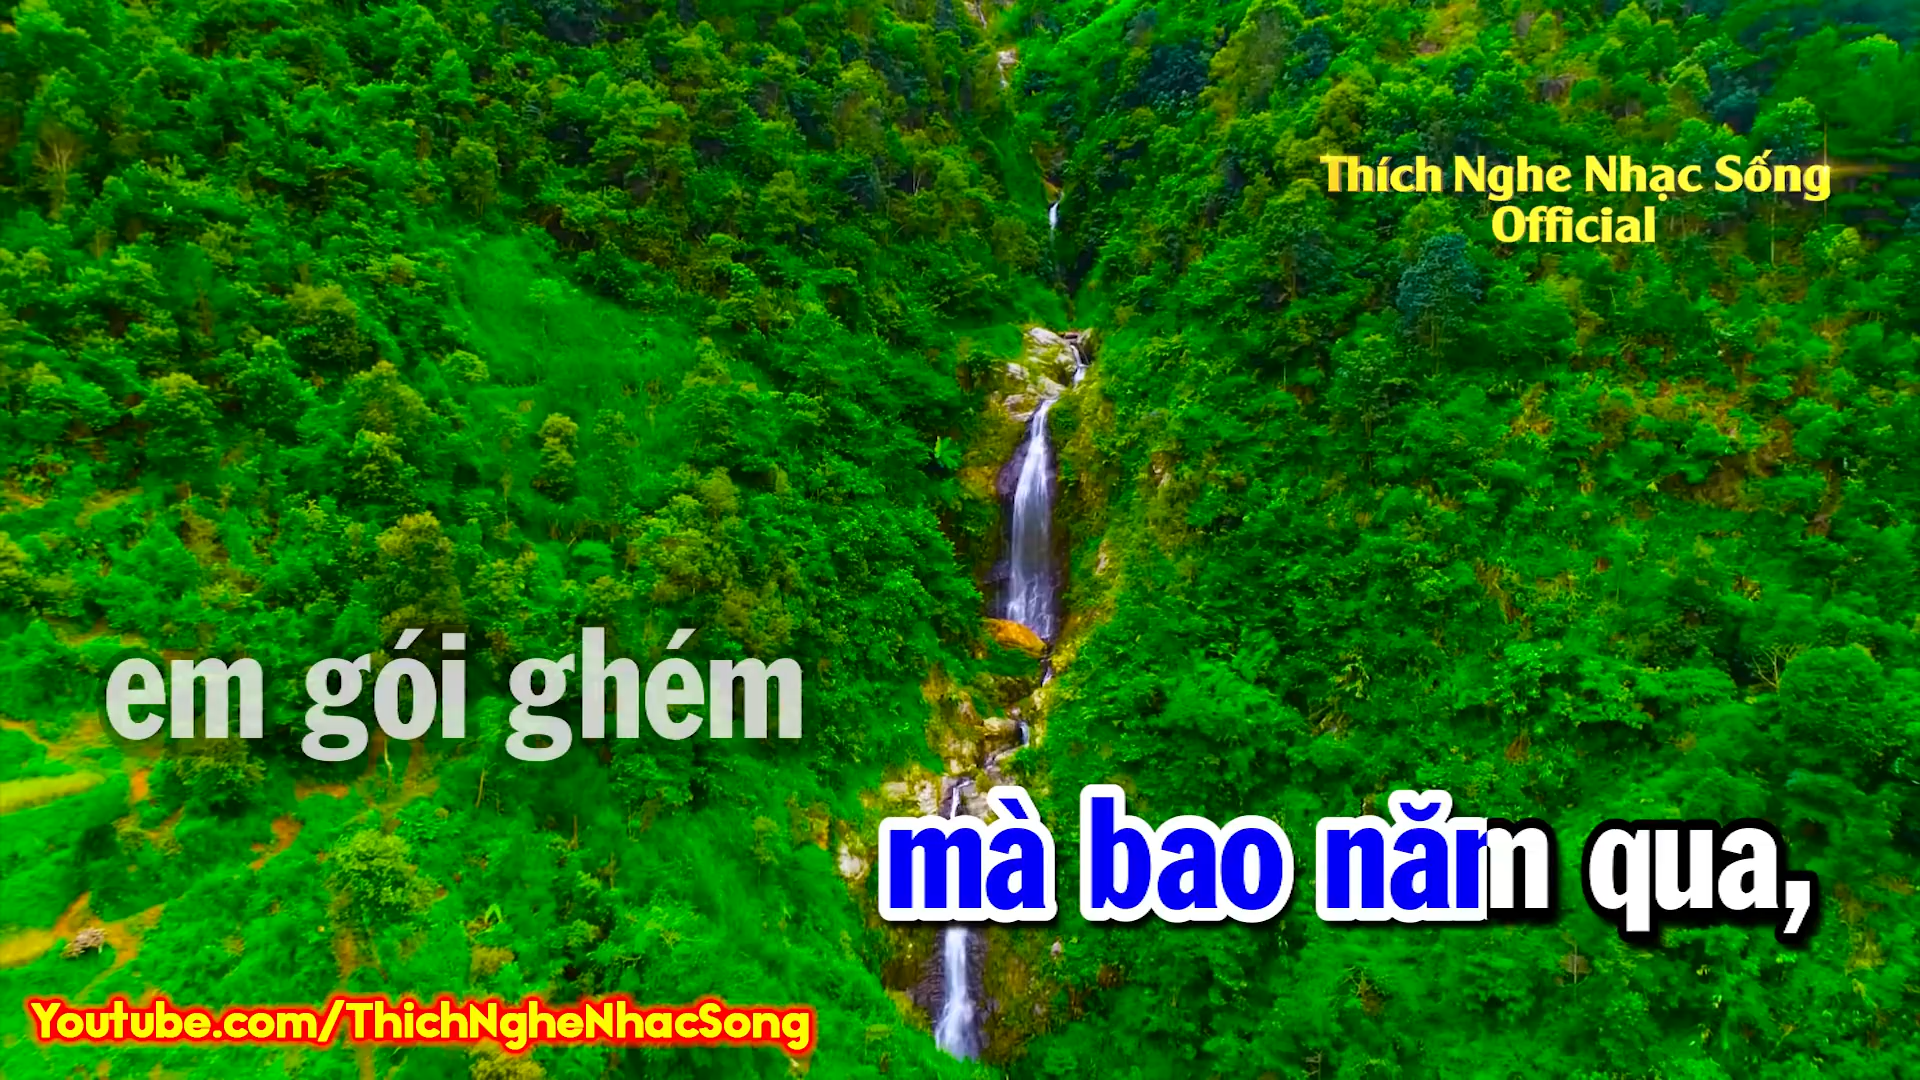 Thích Nghe Nhạc Sống
Official
em gói ghém
mà bao năm qua,
Youtube.com/ThichNgheNhacSong